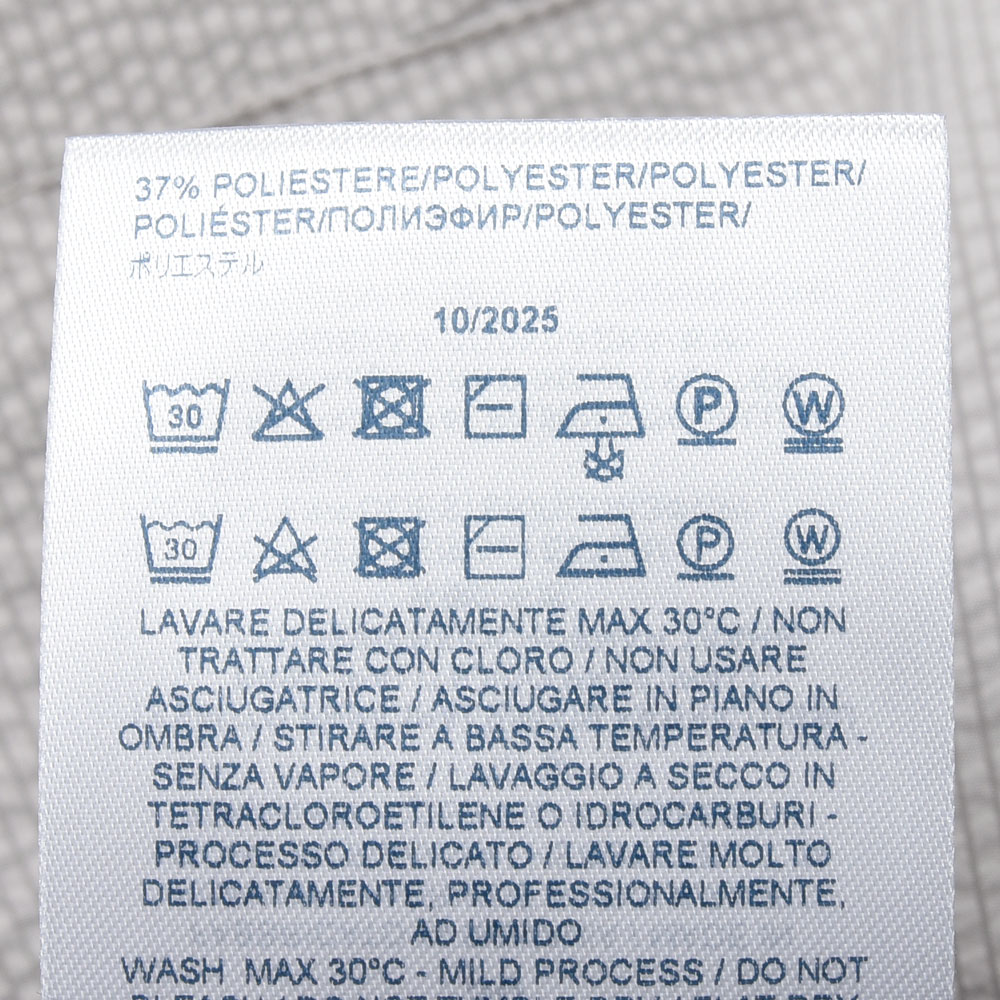 37% POLIESTERE/POLYESTER/POLYESTER/
POLIÉSTER/ПОЛИЭФИР/POLYESTER/
ポリエステル
10/2025
30 P W
30 P W
LAVARE DELICATAMENTE MAX 30°C / NON
TRATTARE CON CLORO / NON USARE
ASCIUGATRICE / ASCIUGARE IN PIANO IN
OMBRA / STIRARE A BASSA TEMPERATURA -
SENZA VAPORE / LAVAGGIO A SECCO IN
TETRACLOROETILENE O IDROCARBURI -
PROCESSO DELICATO / LAVARE MOLTO
DELICATAMENTE, PROFESSIONALMENTE,
AD UMIDO
WASH MAX 30°C - MILD PROCESS / DO NOT